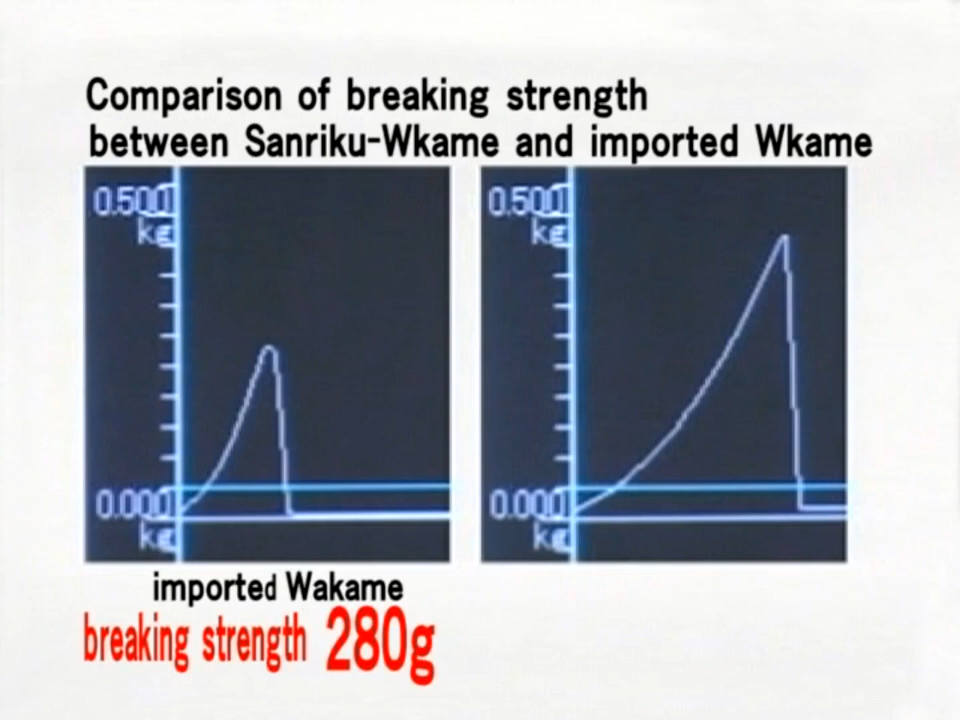 Comparison of breaking strength
between Sanriku-Wkame and imported Wkame
0.500
kg
0.000
kg
0.500
kg
0.000
kg
imported Wakame
breaking strength 280g